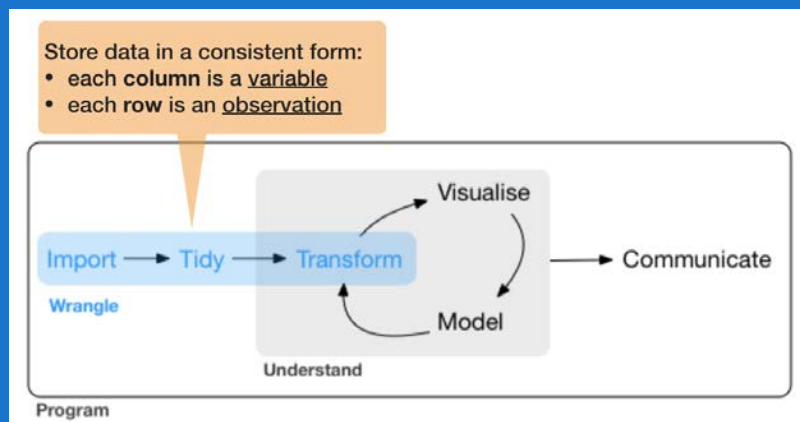 Store data in a consistent form:
• each column is a variable
• each row is an observation
Visualise
Import
Tidy
Transform
Communicate
Wrangle
Model
Understand
Program